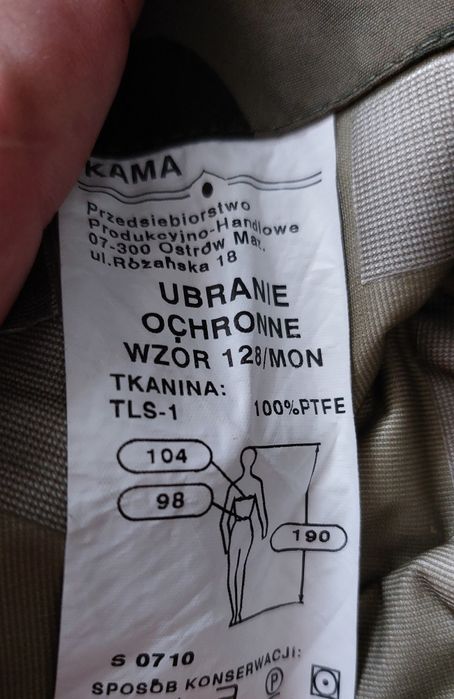 KAMA
Przedsiebiorstwo
Produkcyjno-Handlowe
07-300 Ostrów Maz.
ul.Różańska 18
UBRANIE
OCHRONNE
WZÓR 128/MON
TKANINA:
TLS-1 100%PTFE
104
98
190
S 0710
SPOSÓB KONSERWACJI:
P